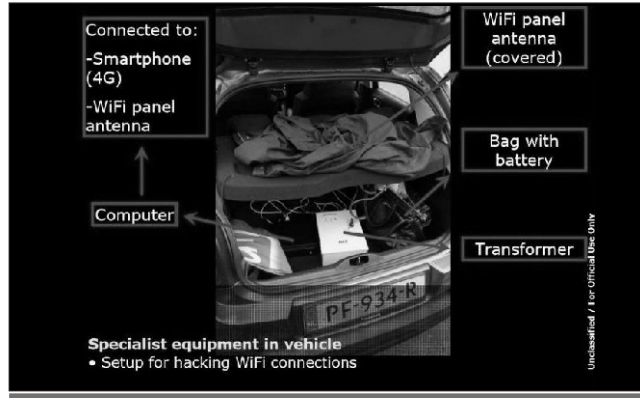 Connected to:
-Smartphone
(4G)
-WiFi panel
antenna
WiFi panel
antenna
(covered)
Bag with
battery
Computer
Transformer
PF-934-R
Specialist equipment in vehicle
• Setup for hacking WiFi connections
Unclassified / For Official Use Only